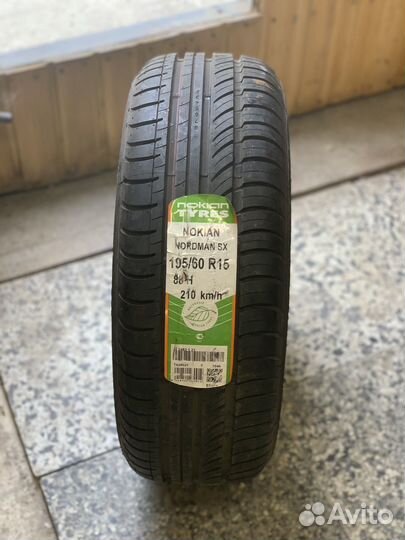 nokian
TYRES
NOKIAN
NORDMAN SX
195/60 R15
88 H
210 km/h
Avito